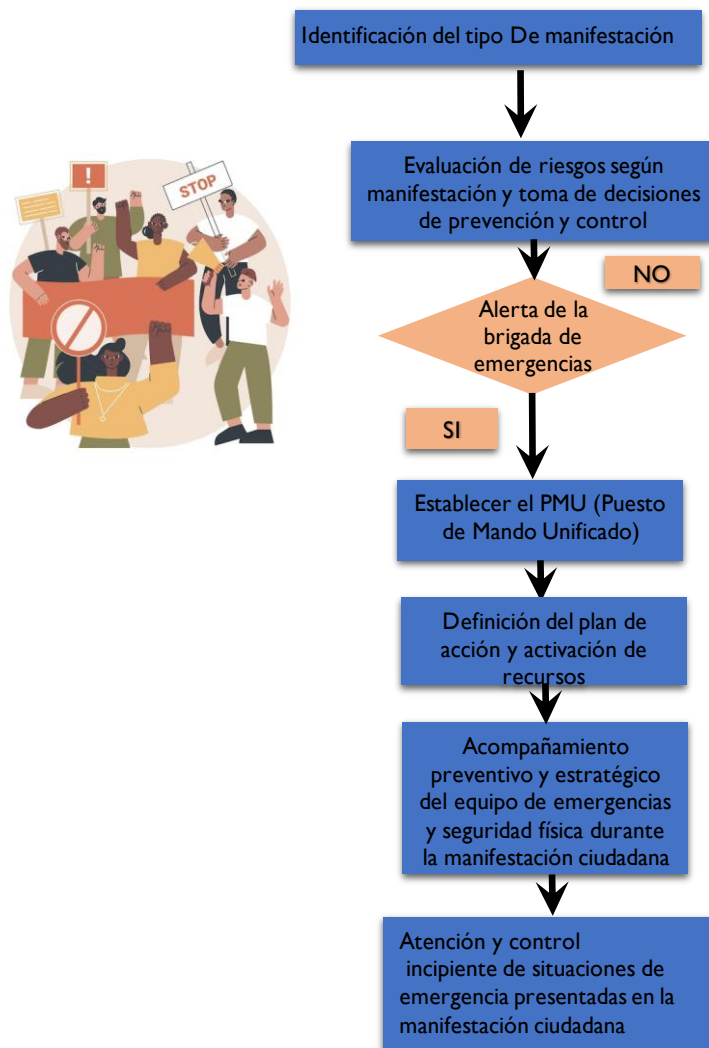 Identificación del tipo De manifestación
Evaluación de riesgos según
manifestación y toma de decisiones
de prevención y control
NO
Alerta de la
brigada de
emergencias
SI
Establecer el PMU (Puesto
de Mando Unificado)
Definición del plan de
acción y activación de
recursos
Acompañamiento
preventivo y estratégico
del equipo de emergencias
y seguridad física durante
la manifestación ciudadana
Atención y control
incipiente de situaciones de
emergencia presentadas en la
manifestación ciudadana
!
STOP